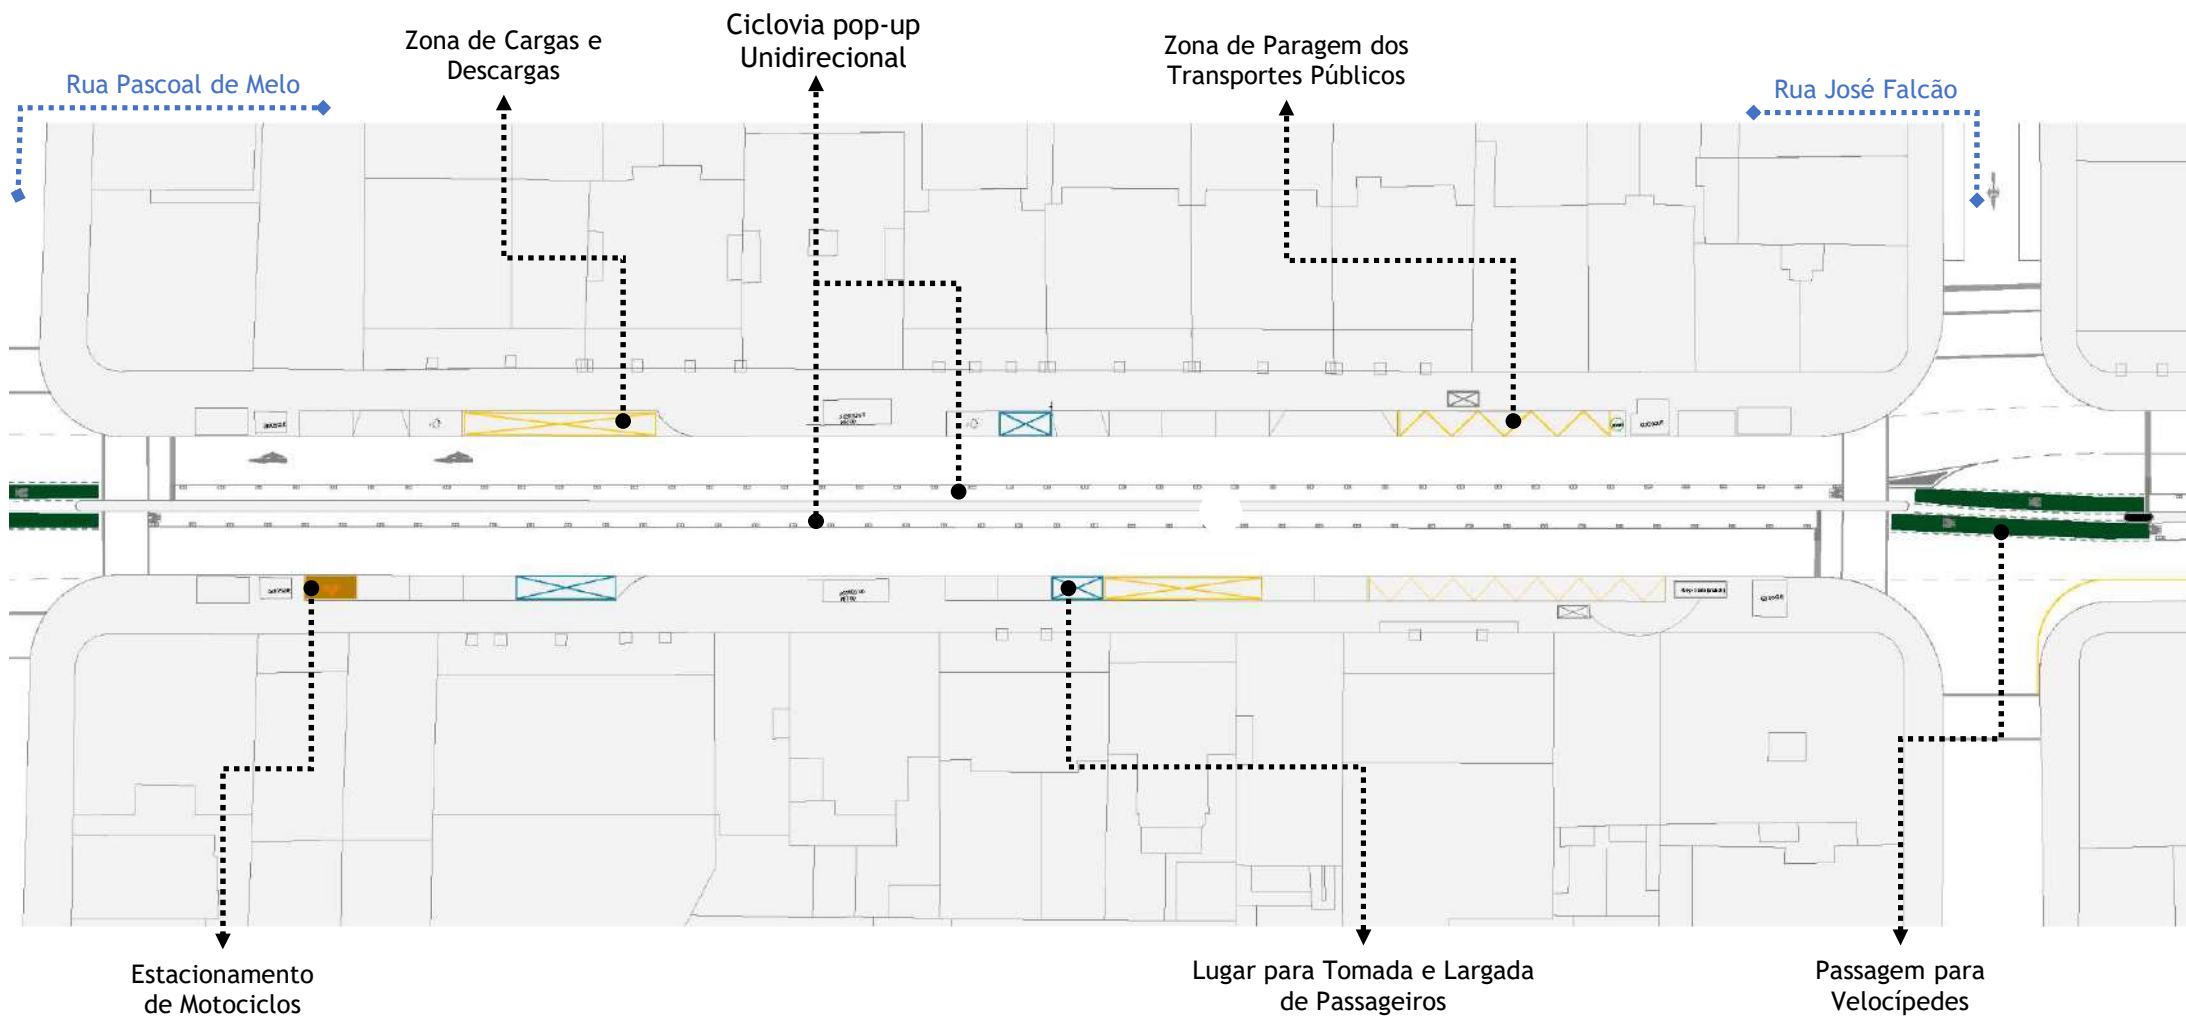 Zona de Cargas e
Descargas
Ciclovia pop-up
Unidirecional
Zona de Paragem dos
Transportes Públicos
Rua Pascoal de Melo
Rua José Falcão
Estacionamento
de Motociclos
Lugar para Tomada e Largada
de Passageiros
Passagem para
Velocípedes